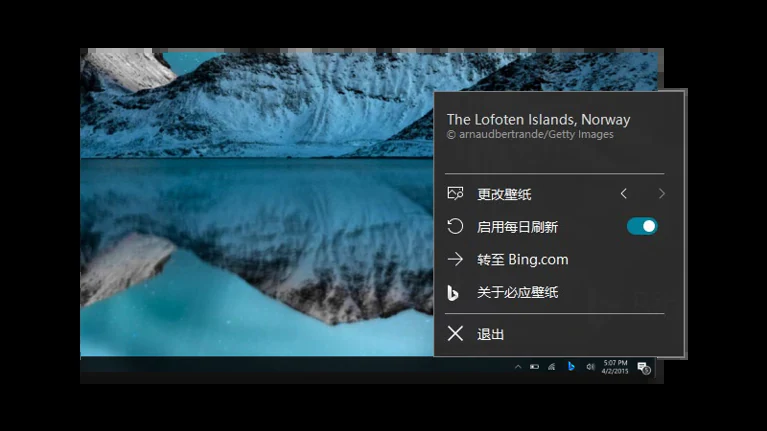 The Lofoten Islands, Norway
© arnaudbertrande/Getty Images
更改壁纸
启用每日刷新
转至 Bing.com
关于必应壁纸
退出
5:07 PM
4/2/2015